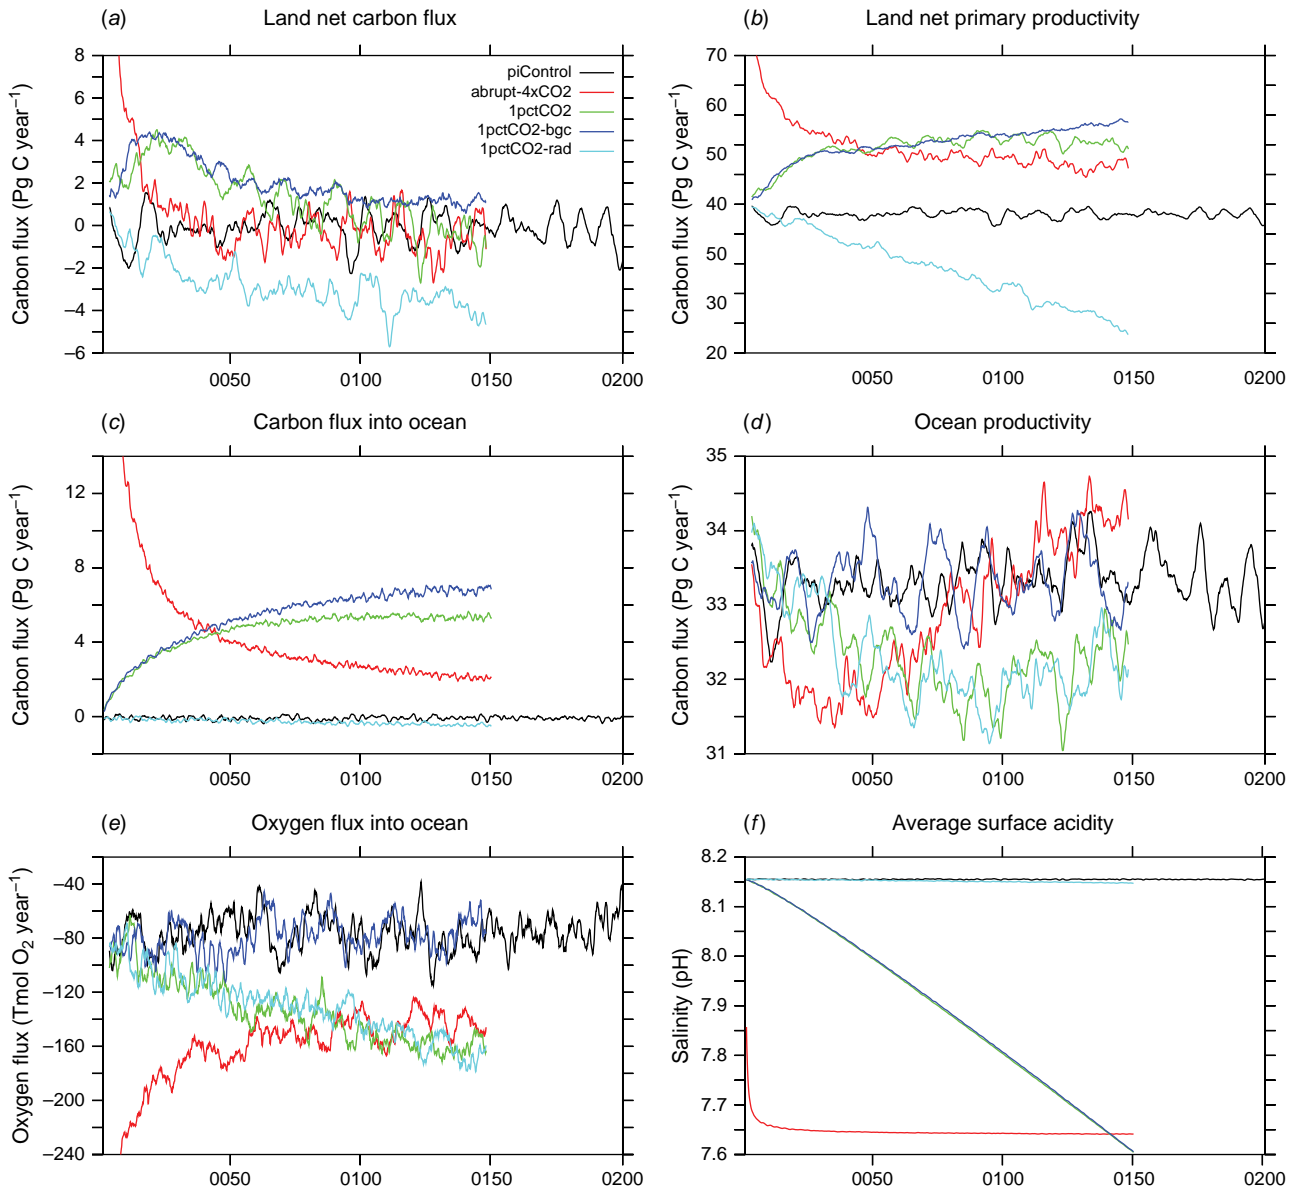 (a) Land net carbon flux
Carbon flux (Pg C year⁻¹)
8
6
4
2
0
–2
–4
–6
piControl
abrupt-4xCO2
1pctCO2
1pctCO2-bgc
1pctCO2-rad
0050 0100 0150 0200
(b) Land net primary productivity
Carbon flux (Pg C year⁻¹)
70
60
50
40
50
30
20
0050 0100 0150 0200
(c) Carbon flux into ocean
Carbon flux (Pg C year⁻¹)
12
8
4
0
0050 0100 0150 0200
(d) Ocean productivity
Carbon flux (Pg C year⁻¹)
35
34
33
32
31
0050 0100 0150 0200
(e) Oxygen flux into ocean
Oxygen flux (Tmol O₂ year⁻¹)
–40
–80
–120
–160
–200
–240
0050 0100 0150 0200
(f) Average surface acidity
Salinity (pH)
8.2
8.1
8.0
7.9
7.8
7.7
7.6
0050 0100 0150 0200